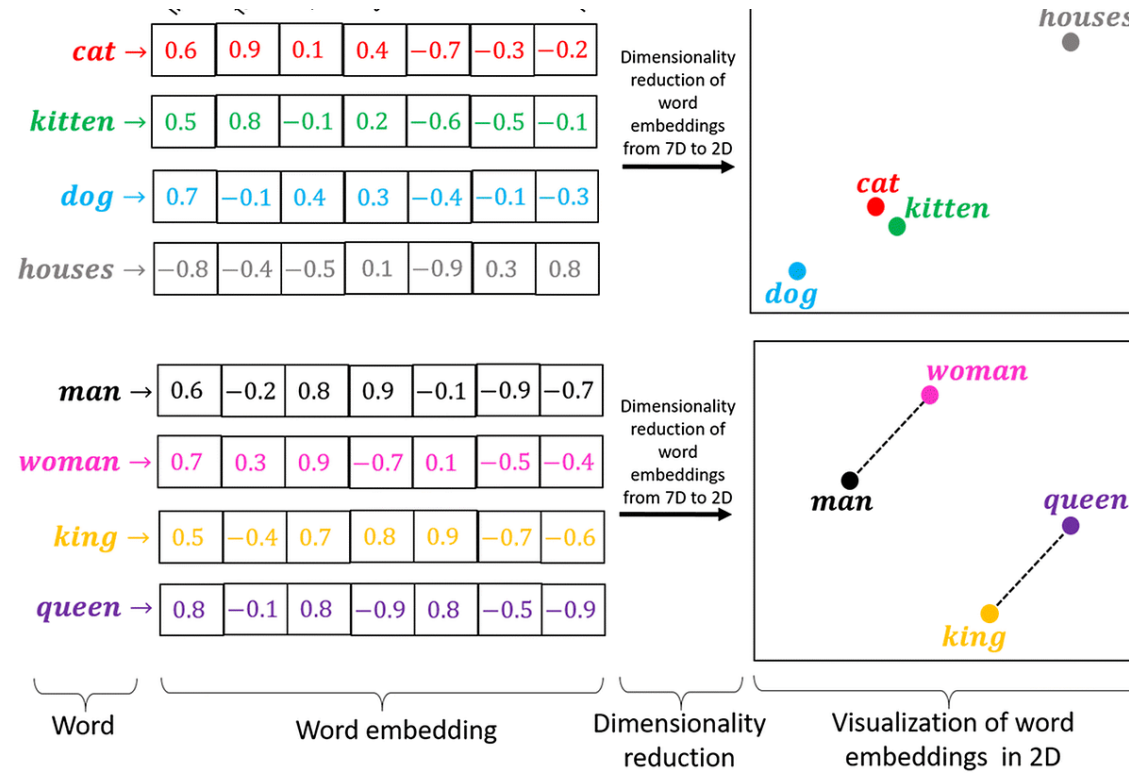 cat → 0.6 0.9 0.1 0.4 −0.7 −0.3 −0.2
kitten → 0.5 0.8 −0.1 0.2 −0.6 −0.5 −0.1
dog → 0.7 −0.1 0.4 0.3 −0.4 −0.1 −0.3
houses → −0.8 −0.4 −0.5 0.1 −0.9 0.3 0.8
Dimensionality
reduction of
word
embeddings
from 7D to 2D
houses
cat
kitten
dog
man → 0.6 −0.2 0.8 0.9 −0.1 −0.9 −0.7
woman → 0.7 0.3 0.9 −0.7 0.1 −0.5 −0.4
king → 0.5 −0.4 0.7 0.8 0.9 −0.7 −0.6
queen → 0.8 −0.1 0.8 −0.9 0.8 −0.5 −0.9
Dimensionality
reduction of
word
embeddings
from 7D to 2D
woman
man
queen
king
Word
Word embedding
Dimensionality
reduction
Visualization of word
embeddings in 2D